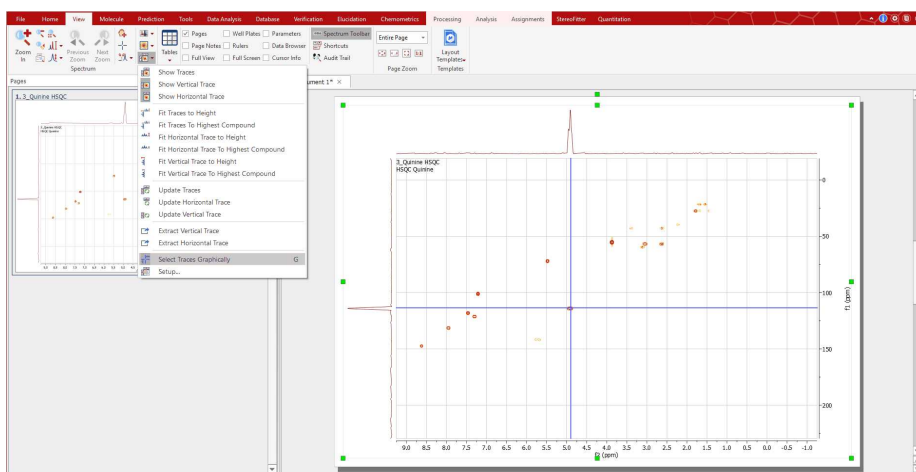 File Home View Molecule Prediction Tools Data Analysis Database Verification Elucidation Chemometrics Processing Analysis Assignments StereoFitter Quantitation
Zoom In
Previous Zoom
Next Zoom
Spectrum
Tables
Pages Well Plates Parameters
Page Notes Rulers Data Browser
Full View Full Screen Cursor Info
Spectrum Toolbar
Shortcuts
Audit Trail
Entire Page
Page Zoom
Layout Templates
Templates
Pages
ument 1*
1. 3_Quinine HSQC
3_Quinine HSQC
HSQC Quinine
Show Traces
Show Vertical Trace
Show Horizontal Trace
Fit Traces to Height
Fit Traces To Highest Compound
Fit Horizontal Trace to Height
Fit Horizontal Trace To Highest Compound
Fit Vertical Trace to Height
Fit Vertical Trace To Highest Compound
Update Traces
Update Horizontal Trace
Update Vertical Trace
Extract Vertical Trace
Extract Horizontal Trace
Select Traces Graphically G
Setup...
3_Quinine HSQC
HSQC Quinine
0
50
100
150
200
f1 (ppm)
9.0 8.5 8.0 7.5 7.0 6.5 6.0 5.5 5.0 4.5 4.0 3.5 3.0 2.5 2.0 1.5 1.0 0.5 0.0 -0.5 -1.0
f2 (ppm)